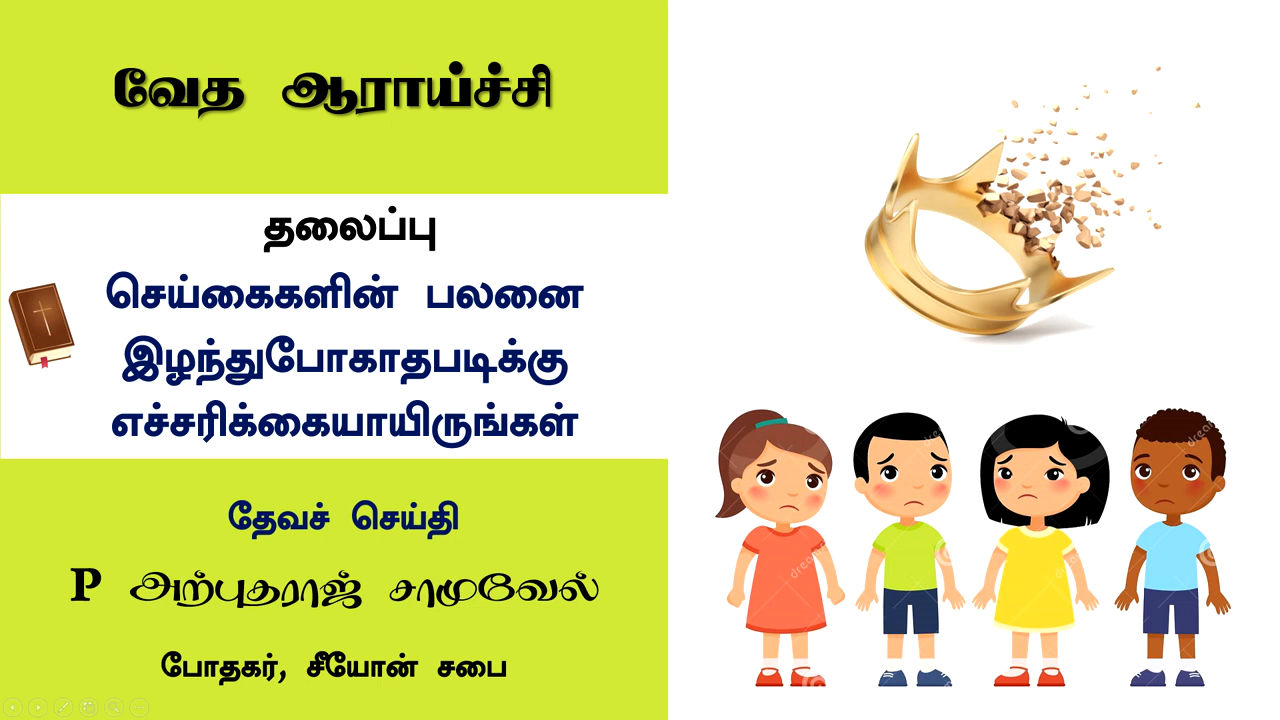 வேத ஆராய்ச்சி
தலைப்பு
செய்கைகளின் பலனை
இழந்துபோகாதபடிக்கு
எச்சரிக்கையாயிருங்கள்
தேவச் செய்தி
P அற்புதராஜ் சாமுவேல்
போதகர், சீயோன் சபை